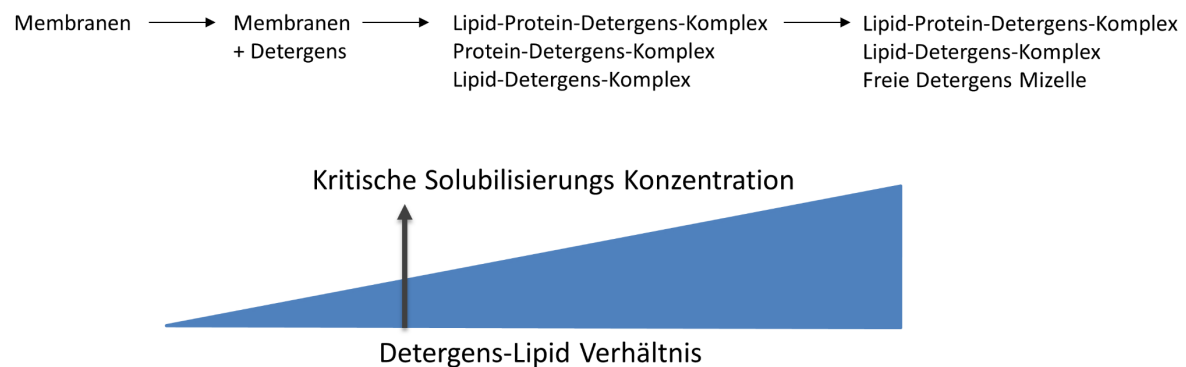 Membranen
Membranen
+ Detergens
Lipid-Protein-Detergens-Komplex
Protein-Detergens-Komplex
Lipid-Detergens-Komplex
Lipid-Protein-Detergens-Komplex
Lipid-Detergens-Komplex
Freie Detergens Mizelle
Kritische Solubilisierungs Konzentration
Detergens-Lipid Verhältnis